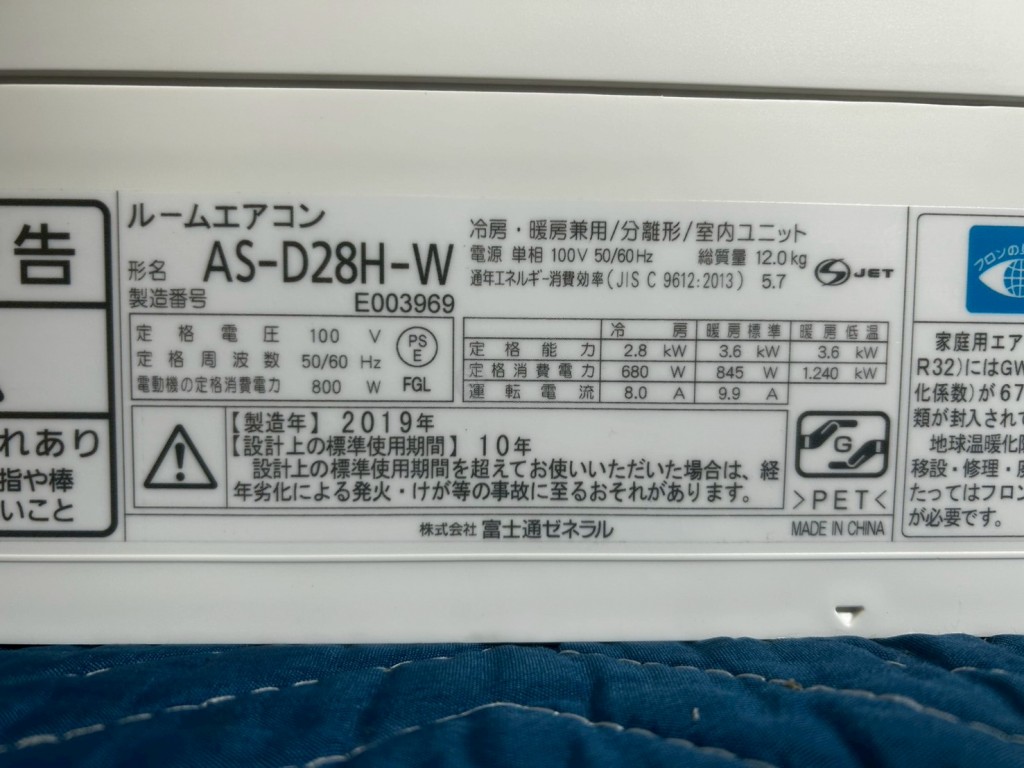 告
れあり
指や棒
いこと
ルームエアコン
形名 AS-D28H-W
製造番号 E003969
冷房・暖房兼用/分離形/室内ユニット
電源 単相 100V 50/60Hz 総質量 12.0kg
通年エネルギー消費効率(JIS C 9612:2013) 5.7
JET
定格電圧 100 V
定格周波数 50/60 Hz
電動機の定格消費電力 800 W
PS
E
FGL
冷房 暖房標準 暖房低温
定格能力 2.8 kW 3.6 kW 3.6 kW
定格消費電力 680 W 845 W 1.240 kW
運転電流 8.0 A 9.9 A
【製造年】 2019年
【設計上の標準使用期間】 10年
設計上の標準使用期間を超えてお使いいただいた場合は、経
年劣化による発火・けが等の事故に至るおそれがあります。
G
>PET<
株式会社 富士通ゼネラル
MADE IN CHINA
フロンの
家庭用エア
R32)にはGW
化係数)が67
類が封入されて
地球温暖化
移設・修理・
たってはフロン
が必要です。